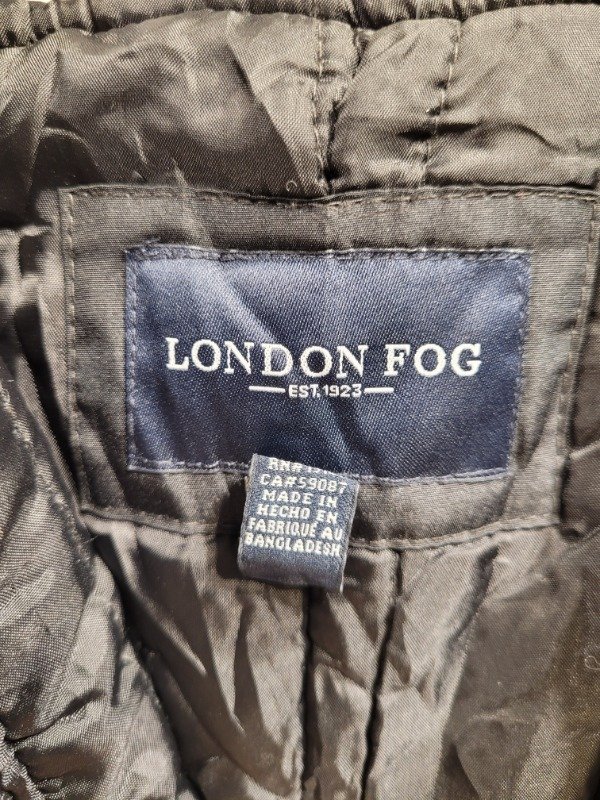 LONDON FOG
EST. 1923
CA#59087
MADE IN
HECHO EN
FABRIQUÉ AU
BANGLADESH